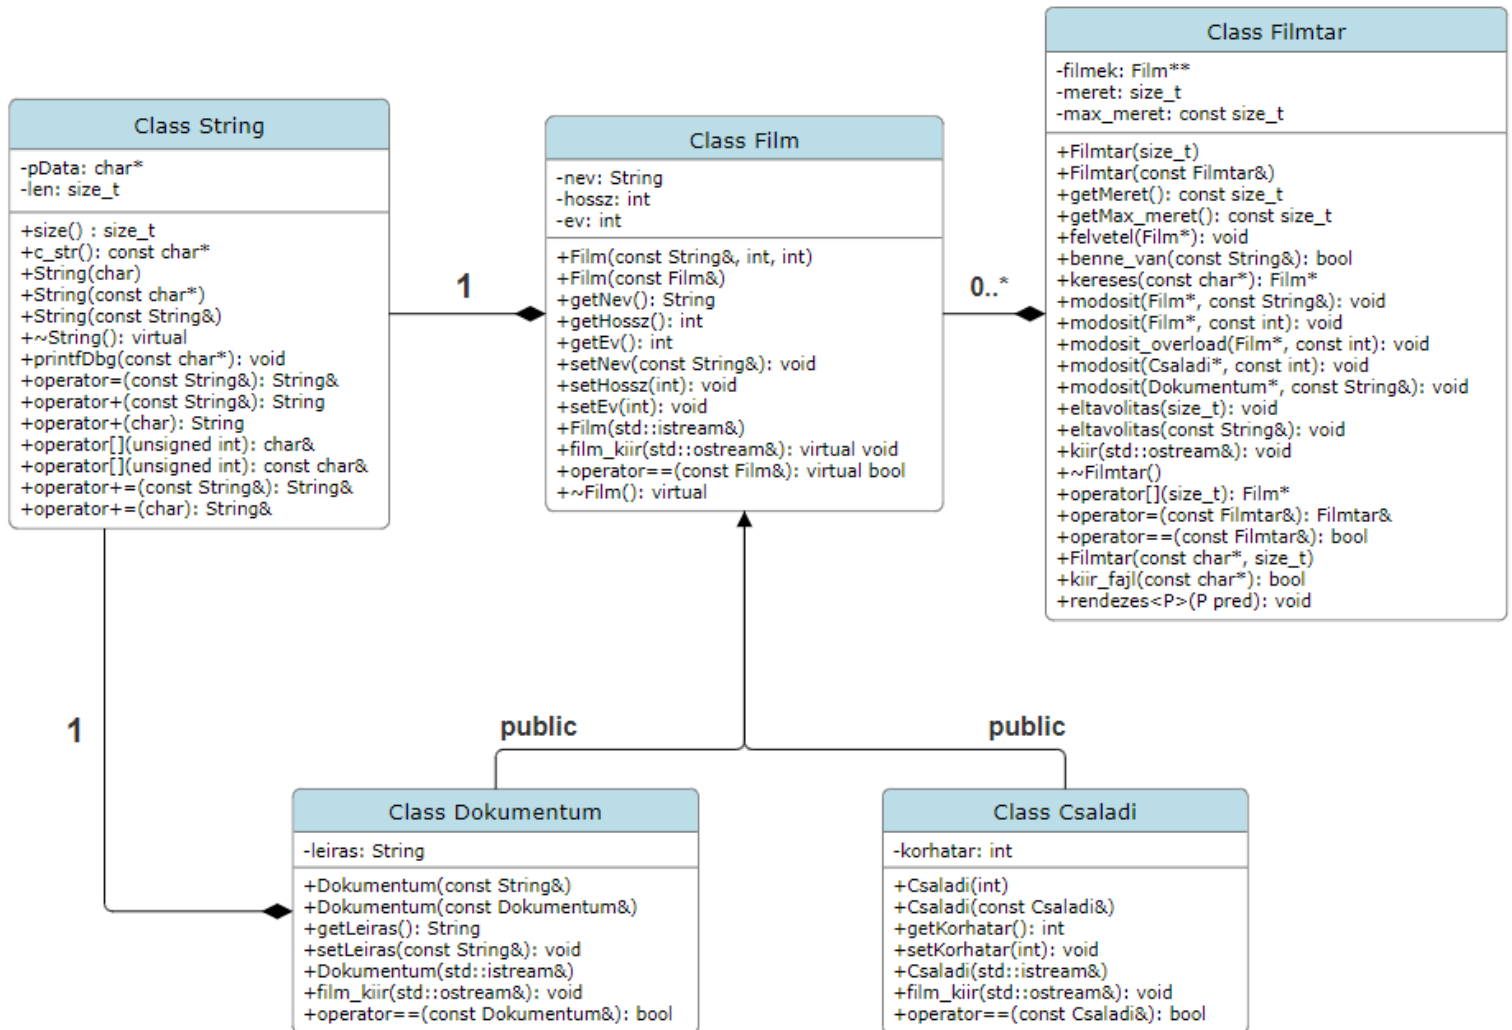 Class String
-pData: char*
-len: size_t
+size() : size_t
+c_str(): const char*
+String(char)
+String(const char*)
+String(const String&)
+~String(): virtual
+printfDbg(const char*): void
+operator=(const String&): String&
+operator+(const String&): String
+operator+(char): String
+operator[](unsigned int): char&
+operator[](unsigned int): const char&
+operator+=(const String&): String&
+operator+=(char): String&
1
Class Film
-nev: String
-hossz: int
-ev: int
+Film(const String&, int, int)
+Film(const Film&)
+getNev(): String
+getHossz(): int
+getEv(): int
+setNev(const String&): void
+setHossz(int): void
+setEv(int): void
+Film(std::istream&)
+film_kiir(std::ostream&): virtual void
+operator==(const Film&): virtual bool
+~Film(): virtual
0..*
Class Filmtar
-filmek: Film**
-meret: size_t
-max_meret: const size_t
+Filmtar(size_t)
+Filmtar(const Filmtar&)
+getMeret(): const size_t
+getMax_meret(): const size_t
+felvetel(Film*): void
+benne_van(const String&): bool
+kereses(const char*): Film*
+modosit(Film*, const String&): void
+modosit(Film*, const int): void
+modosit_overload(Film*, const int): void
+modosit(Csaladi*, const int): void
+modosit(Dokumentum*, const String&): void
+eltavolitas(size_t): void
+eltavolitas(const String&): void
+kiir(std::ostream&): void
+~Filmtar()
+operator[](size_t): Film*
+operator=(const Filmtar&): Filmtar&
+operator==(const Filmtar&): bool
+Filmtar(const char*, size_t)
+kiir_fajl(const char*): bool
+rendezes<P>(P pred): void
1
public
public
Class Dokumentum
-leiras: String
+Dokumentum(const String&)
+Dokumentum(const Dokumentum&)
+getLeiras(): String
+setLeiras(const String&): void
+Dokumentum(std::istream&)
+film_kiir(std::ostream&): void
+operator==(const Dokumentum&): bool
Class Csaladi
-korhatar: int
+Csaladi(int)
+Csaladi(const Csaladi&)
+getKorhatar(): int
+setKorhatar(int): void
+Csaladi(std::istream&)
+film_kiir(std::ostream&): void
+operator==(const Csaladi&): bool